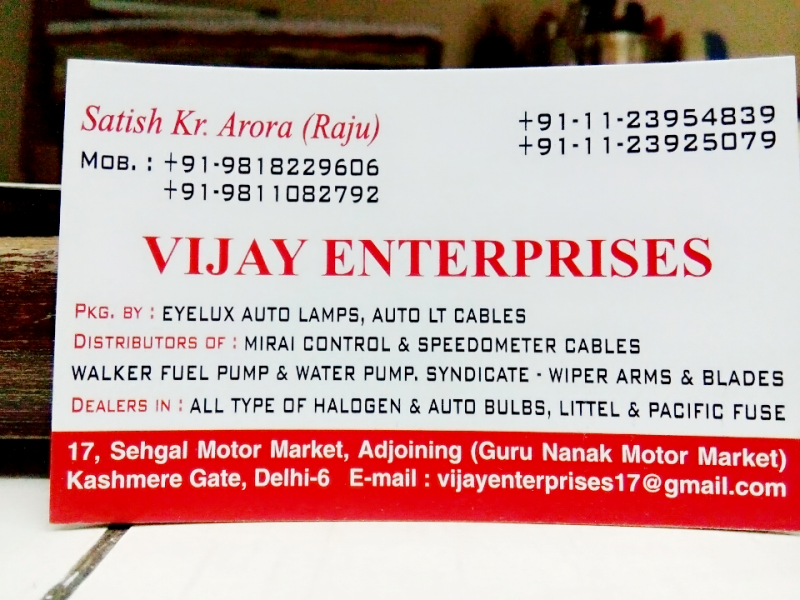 Satish Kr. Arora (Raju)
MOB. : +91-9818229606
+91-9811082792
+91-11-23954839
+91-11-23925079
VIJAY ENTERPRISES
PKG. BY : EYELUX AUTO LAMPS, AUTO LT CABLES
DISTRIBUTORS OF : MIRAI CONTROL & SPEEDOMETER CABLES
WALKER FUEL PUMP & WATER PUMP. SYNDICATE - WIPER ARMS & BLADES
DEALERS IN : ALL TYPE OF HALOGEN & AUTO BULBS, LITTEL & PACIFIC FUSE
17, Sehgal Motor Market, Adjoining (Guru Nanak Motor Market)
Kashmere Gate, Delhi-6 E-mail : vijayenterprises17@gmail.com